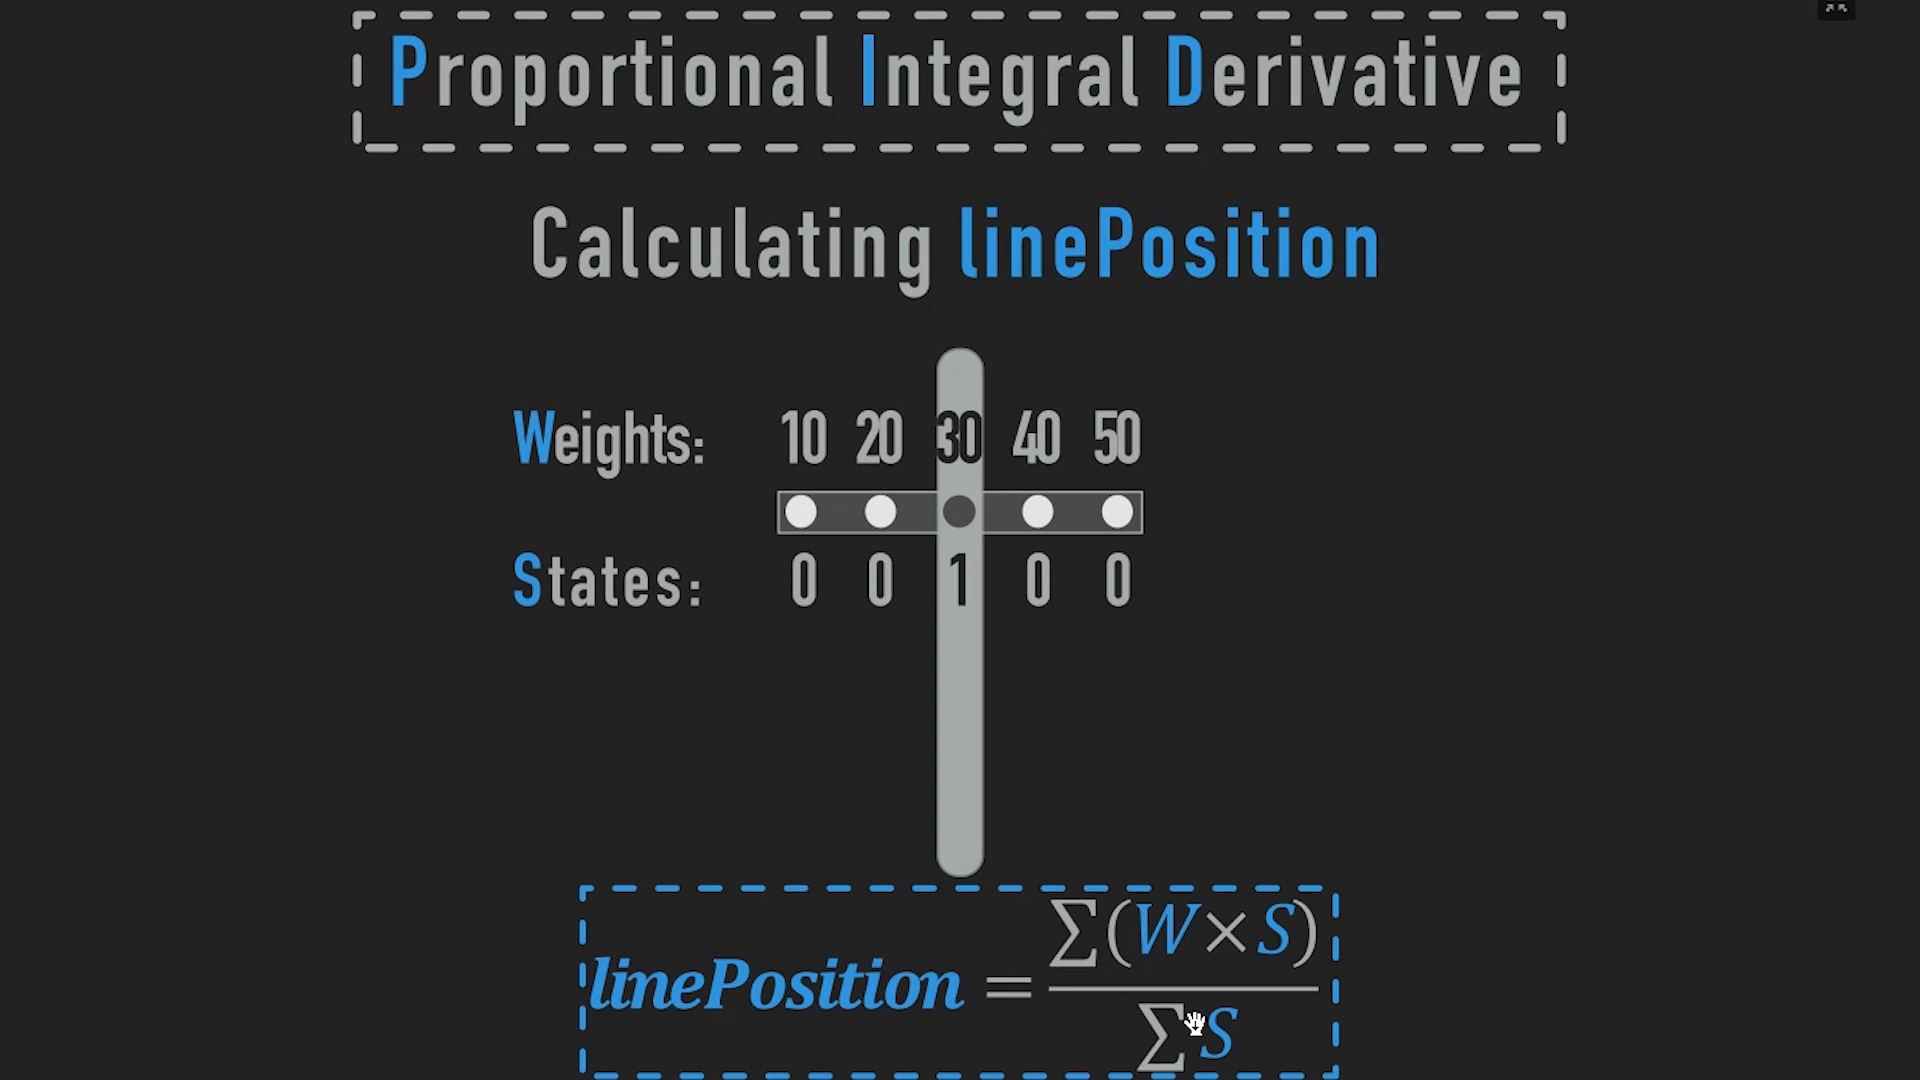 Proportional Integral Derivative
Calculating linePosition
Weights: 10 20 30 40 50
States: 0 0 1 0 0
linePosition = ∑(W×S) / ∑S